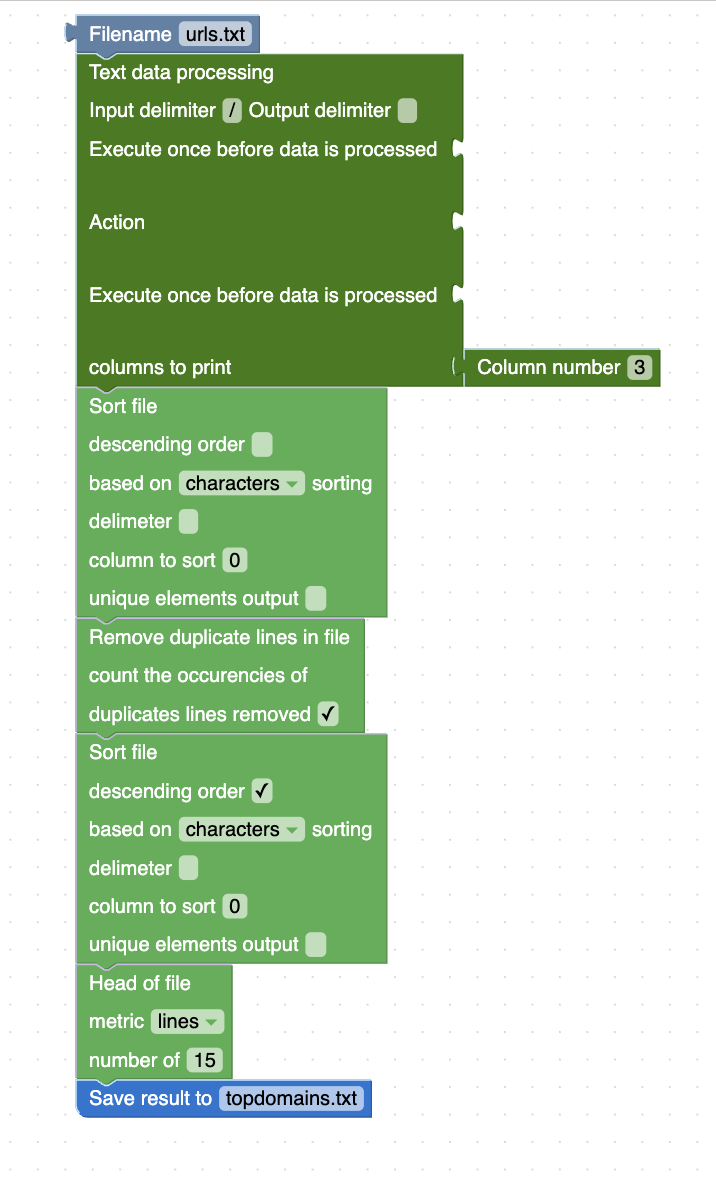 Filename urls.txt
Text data processing
Input delimiter / Output delimiter
Execute once before data is processed
Action
Execute once before data is processed
columns to print Column number 3
Sort file
descending order
based on characters sorting
delimeter
column to sort 0
unique elements output
Remove duplicate lines in file
count the occurencies of
duplicates lines removed ✓
Sort file
descending order ✓
based on characters sorting
delimeter
column to sort 0
unique elements output
Head of file
metric lines
number of 15
Save result to topdomains.txt